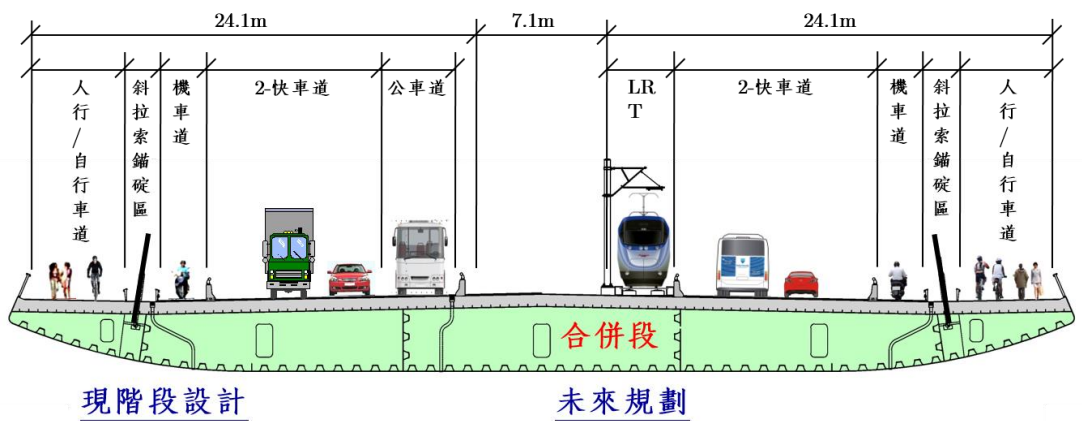 24.1m
7.1m
24.1m
人行/自行車道
斜拉索錨碇區
機車道
2-快車道
公車道
LR
T
2-快車道
機車道
斜拉索錨碇區
人行/自行車道
合併段
現階段設計
未來規劃